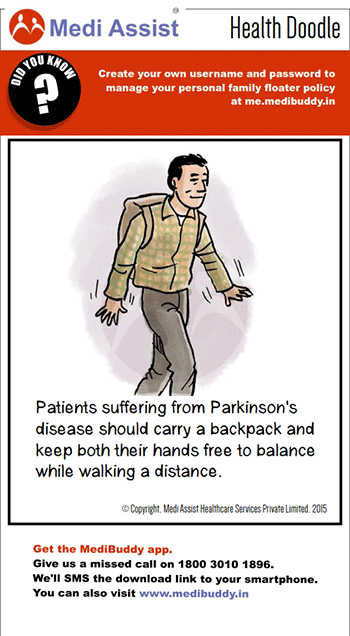 Medi Assist
Health Doodle
DID YOU KNOW
?
Create your own username and password to
manage your personal family floater policy
at me.medibuddy.in
Patients suffering from Parkinson's
disease should carry a backpack and
keep both their hands free to balance
while walking a distance.
© Copyright, Medi Assist Healthcare Services Private Limited, 2015
Get the MediBuddy app.
Give us a missed call on 1800 3010 1896.
We'll SMS the download link to your smartphone.
You can also visit www.medibuddy.in